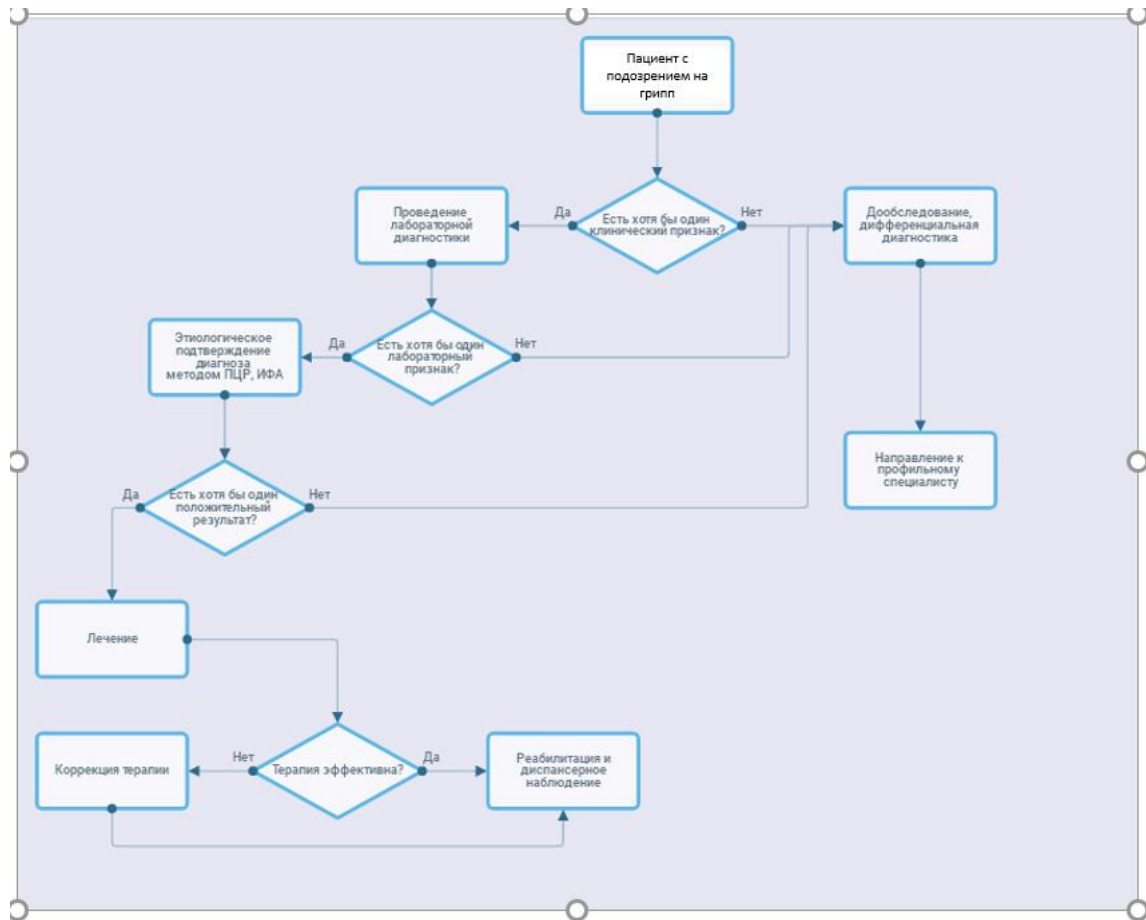 Пациент с
подозрением на
грипп
Проведение
лабораторной
диагностики
Да
Есть хотя бы один
клинический признак?
Нет
Дообследование,
дифференциальная
диагностика
Этиологическое
подтверждение
диагноза
методом ПЦР, ИФА
Да
Есть хотя бы один
лабораторный
признак?
Нет
Направление к
профильному
специалисту
Да
Есть хотя бы один
положительный
результат?
Нет
Лечение
Коррекция терапии
Нет
Терапия эффективна?
Да
Реабилитация и
диспансерное
наблюдение